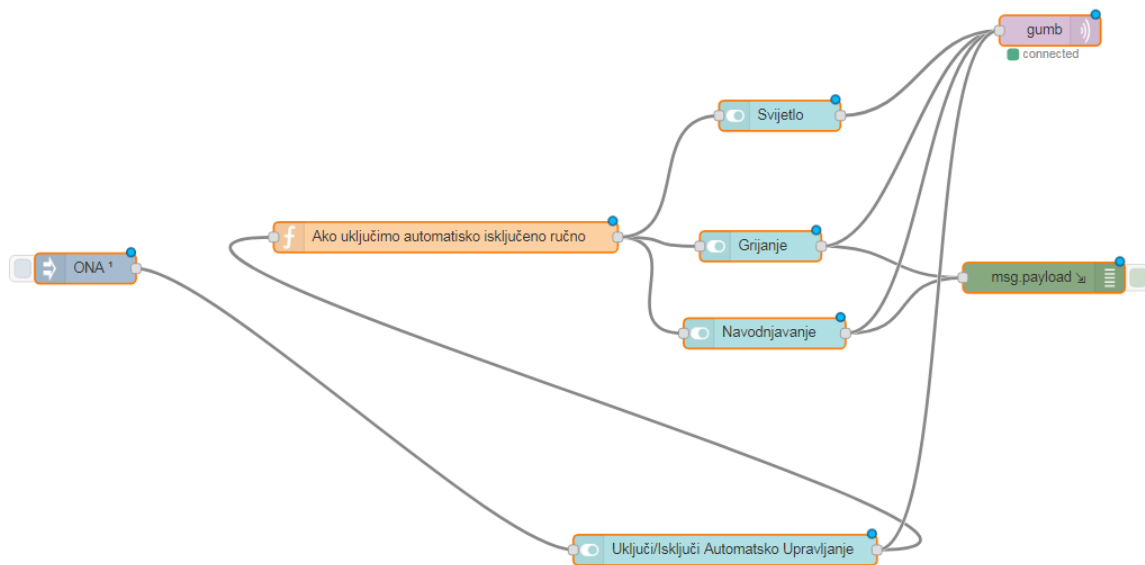 gumb
connected
Svijetlo
Ako uključimo automatisko isključeno ručno
Grijanje
ONA ¹
msg.payload
Navodnjavanje
Uključi/Isključi Automatsko Upravljanje